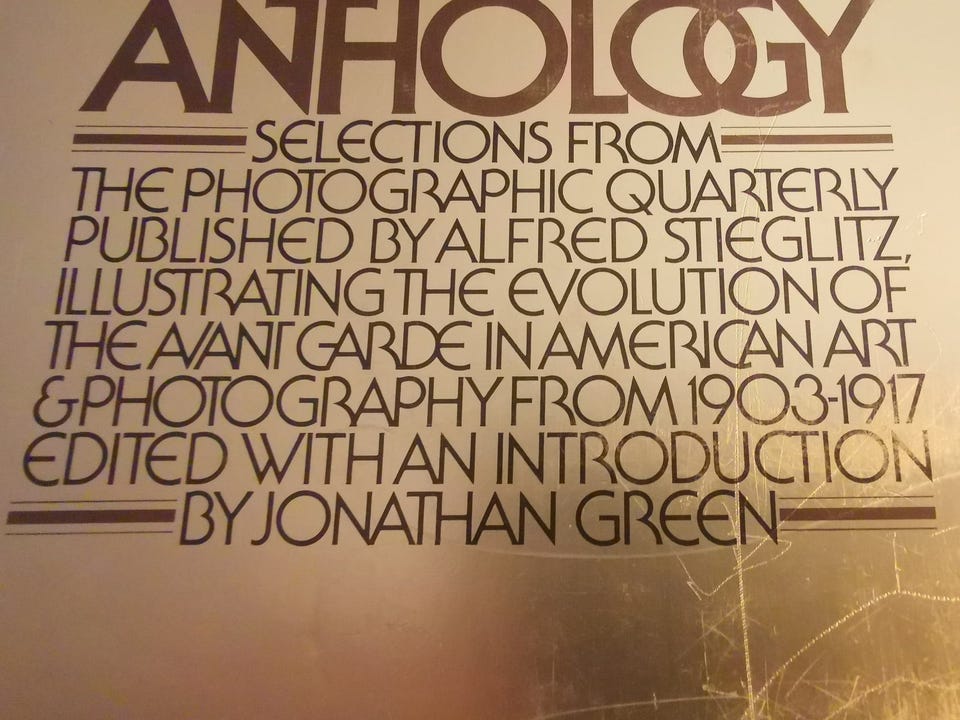 ANTHOLOGY
SELECTIONS FROM
THE PHOTOGRAPHIC QUARTERLY
PUBLISHED BY ALFRED STIEGLITZ,
ILLUSTRATING THE EVOLUTION OF
THE AVANT GARDE IN AMERICAN ART
& PHOTOGRAPHY FROM 1903-1917
EDITED WITH AN INTRODUCTION
BY JONATHAN GREEN